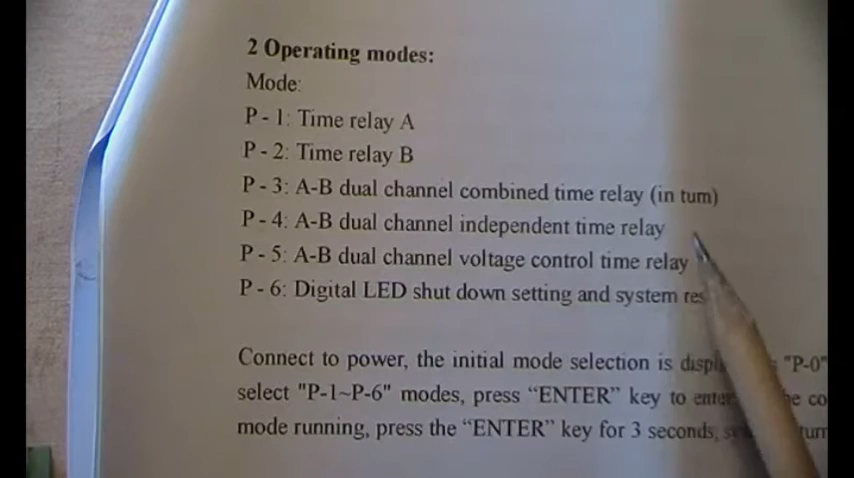 2 Operating modes:
Mode:
P - 1: Time relay A
P - 2: Time relay B
P - 3: A-B dual channel combined time relay (in turn)
P - 4: A-B dual channel independent time relay
P - 5: A-B dual channel voltage control time relay
P - 6: Digital LED shut down setting and system
Connect to power, the initial mode selection is "P-0"
select "P-1~P-6" modes, press “ENTER” key to enter
mode running, press the “ENTER” key for 3 seconds,